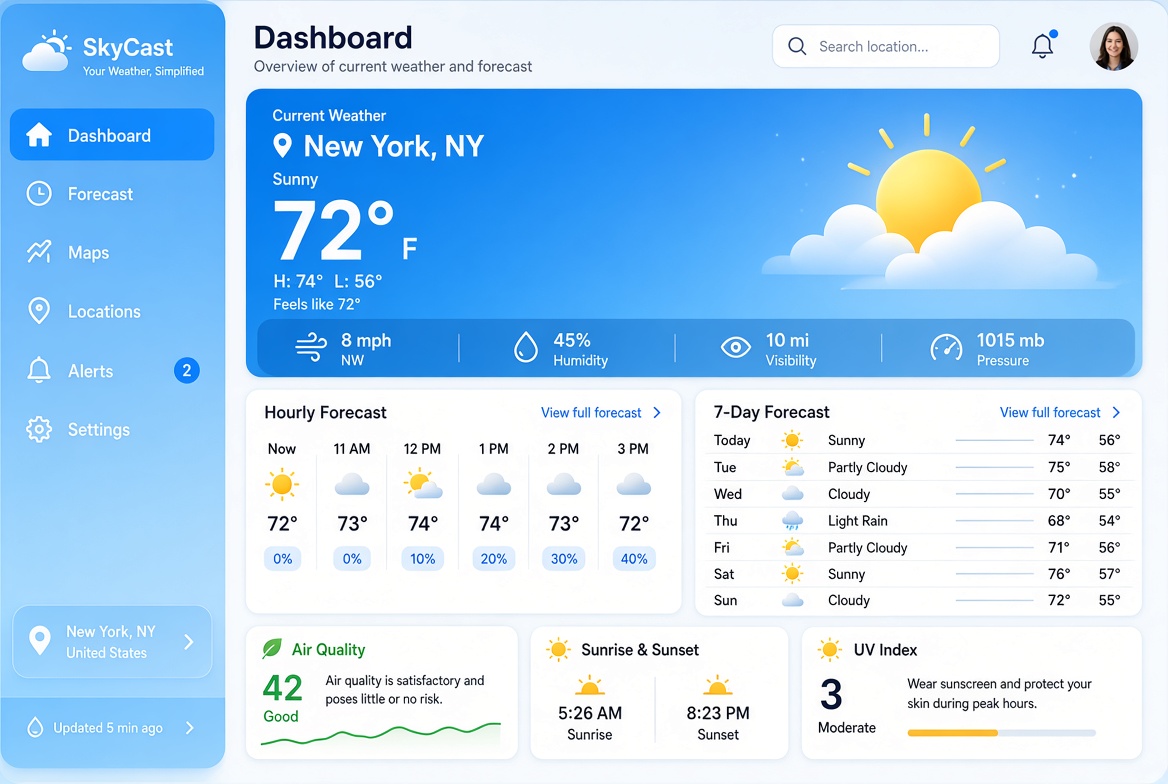 SkyCast
Your Weather, Simplified
Dashboard
Forecast
Maps
Locations
Alerts
2
Settings
New York, NY
United States
Updated 5 min ago
Dashboard
Overview of current weather and forecast
Search location...
Current Weather
New York, NY
Sunny
72° F
H: 74° L: 56°
Feels like 72°
8 mph
NW
45%
Humidity
10 mi
Visibility
1015 mb
Pressure
Hourly Forecast
View full forecast
Now 11 AM 12 PM 1 PM 2 PM 3 PM
72° 73° 74° 74° 73° 72°
0% 0% 10% 20% 30% 40%
7-Day Forecast
View full forecast
Today Sunny 74° 56°
Tue Partly Cloudy 75° 58°
Wed Cloudy 70° 55°
Thu Light Rain 68° 54°
Fri Partly Cloudy 71° 56°
Sat Sunny 76° 57°
Sun Cloudy 72° 55°
Air Quality
42
Good
Air quality is satisfactory and
poses little or no risk.
Sunrise & Sunset
5:26 AM
Sunrise
8:23 PM
Sunset
UV Index
3
Moderate
Wear sunscreen and protect your
skin during peak hours.